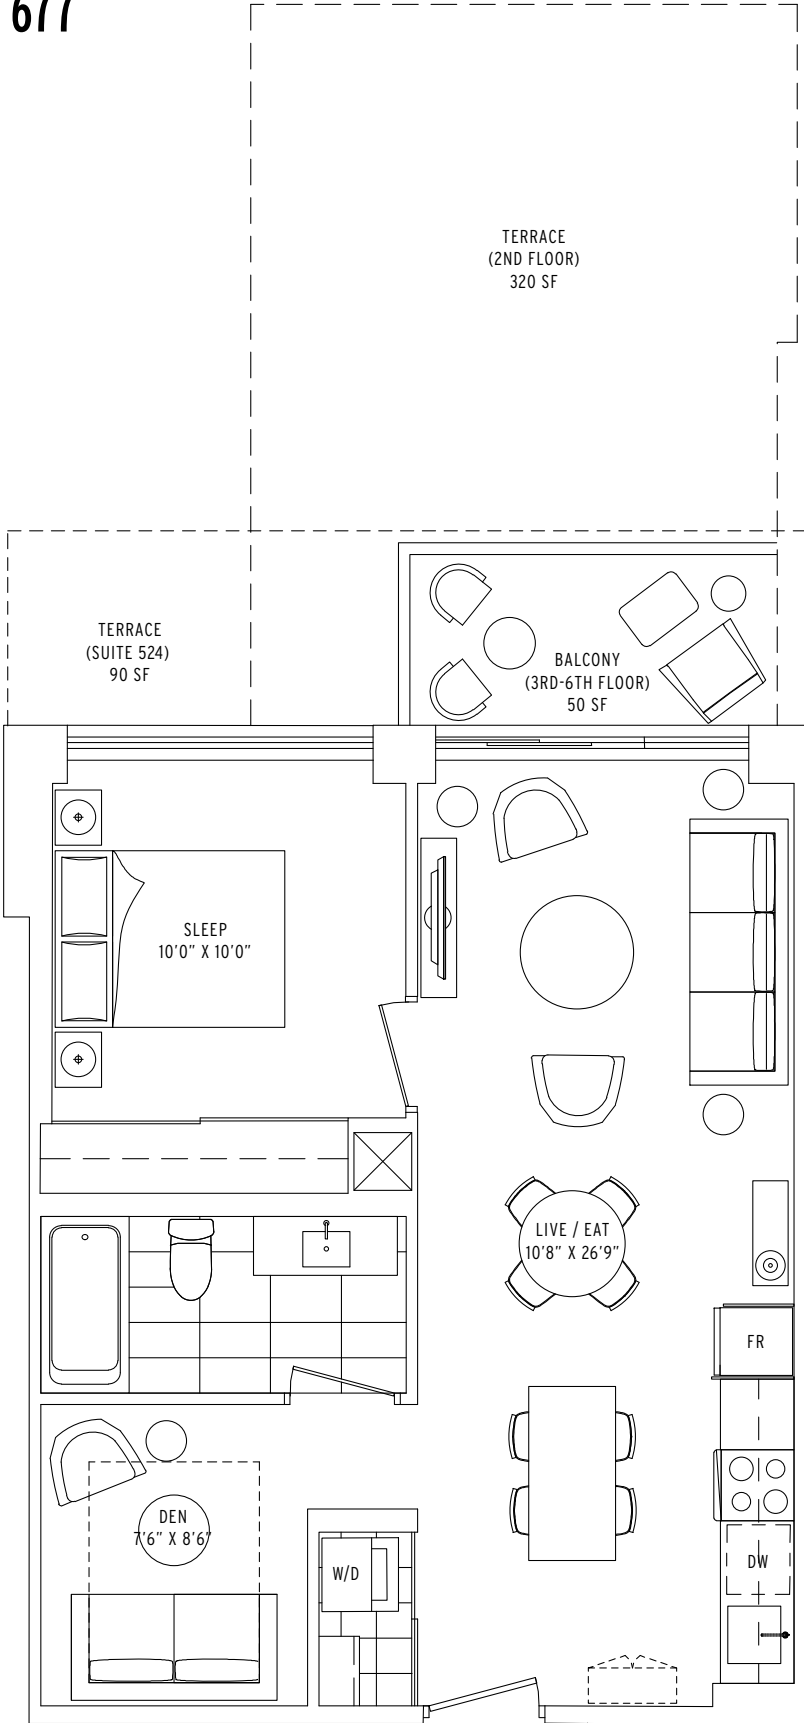 677
TERRACE
(2ND FLOOR)
320 SF
TERRACE
(SUITE 524)
90 SF
BALCONY
(3RD-6TH FLOOR)
50 SF
SLEEP
10'0" X 10'0"
LIVE / EAT
10'8" X 26'9"
FR
DEN
7'6" X 8'6"
W/D
DW